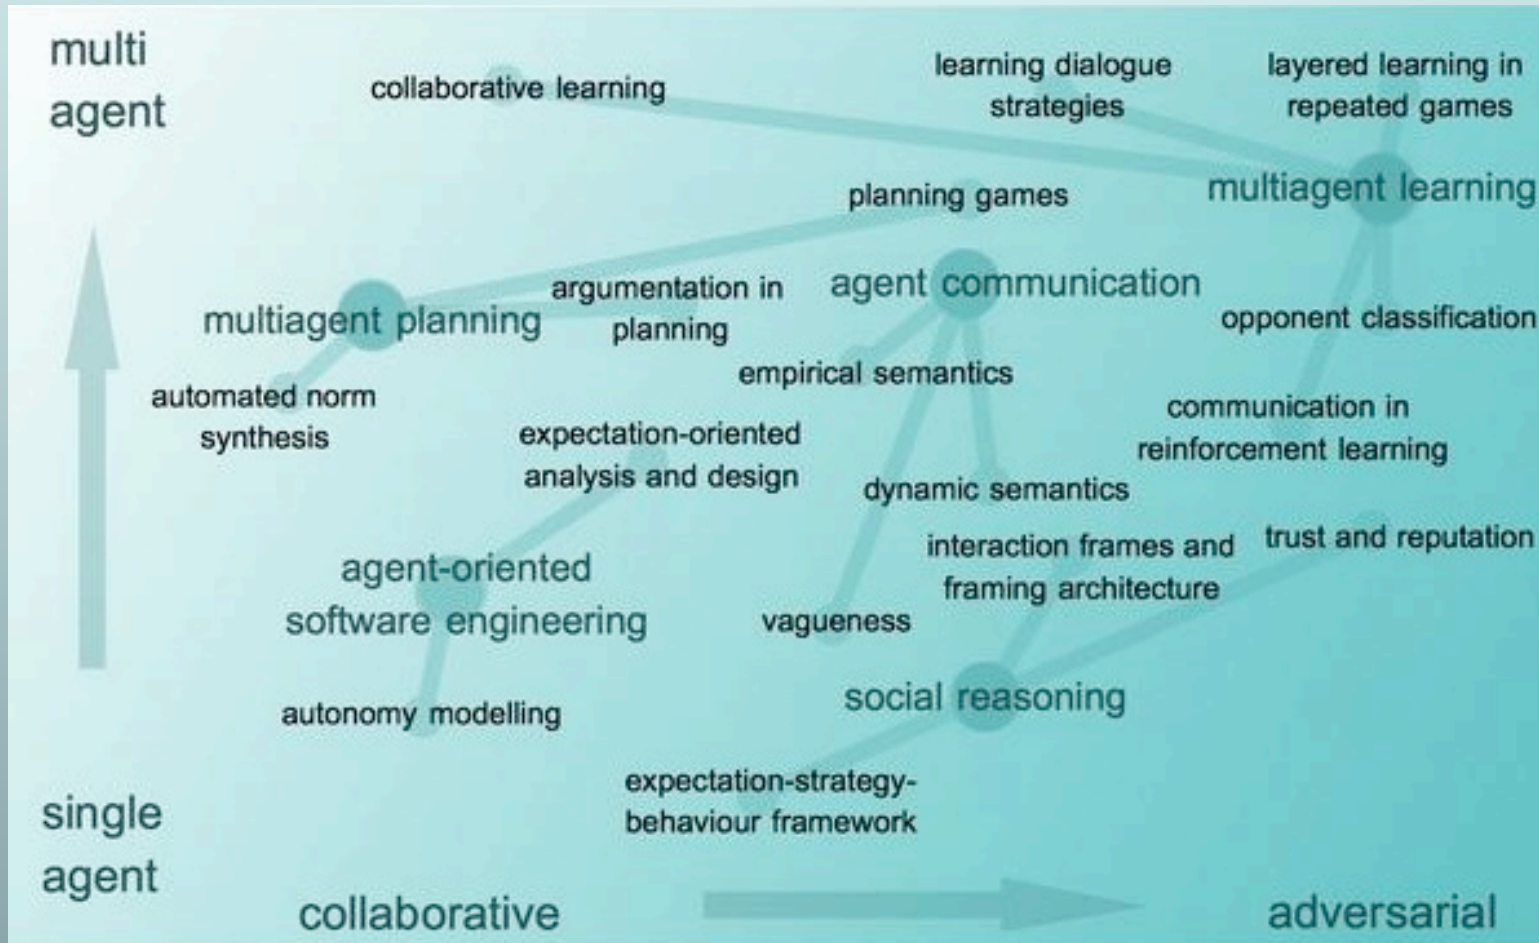 multi
agent
collaborative learning
learning dialogue
strategies
layered learning in
repeated games
multiagent learning
planning games
agent communication
argumentation in
planning
multiagent planning
opponent classification
empirical semantics
automated norm
synthesis
communication in
reinforcement learning
expectation-oriented
analysis and design
dynamic semantics
interaction frames and
framing architecture
trust and reputation
agent-oriented
software engineering
vagueness
social reasoning
autonomy modelling
expectation-strategy-
behaviour framework
single
agent
collaborative
adversarial